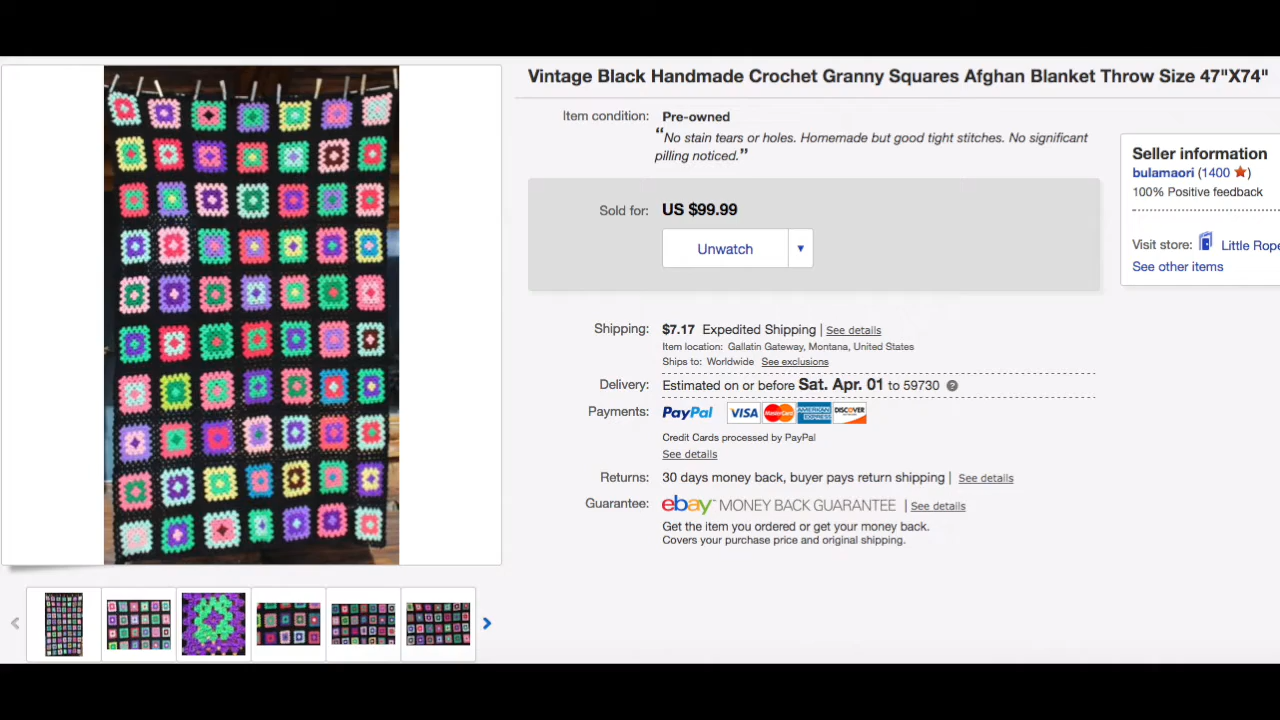 Vintage Black Handmade Crochet Granny Squares Afghan Blanket Throw Size 47"X74"
Item condition: Pre-owned
“No stain tears or holes. Homemade but good tight stitches. No significant
pilling noticed.”
Sold for: US $99.99
Unwatch
Shipping: $7.17 Expedited Shipping | See details
Item location: Gallatin Gateway, Montana, United States
Ships to: Worldwide See exclusions
Delivery: Estimated on or before Sat. Apr. 01 to 59730 ?
Payments: PayPal VISA MasterCard AMERICAN EXPRESS DISCOVER
Credit Cards processed by PayPal
See details
Returns: 30 days money back, buyer pays return shipping | See details
Guarantee: ebay MONEY BACK GUARANTEE | See details
Get the item you ordered or get your money back.
Covers your purchase price and original shipping.
Seller information
bulamaori (1400)
100% Positive feedback
Visit store: Little Rope
See other items